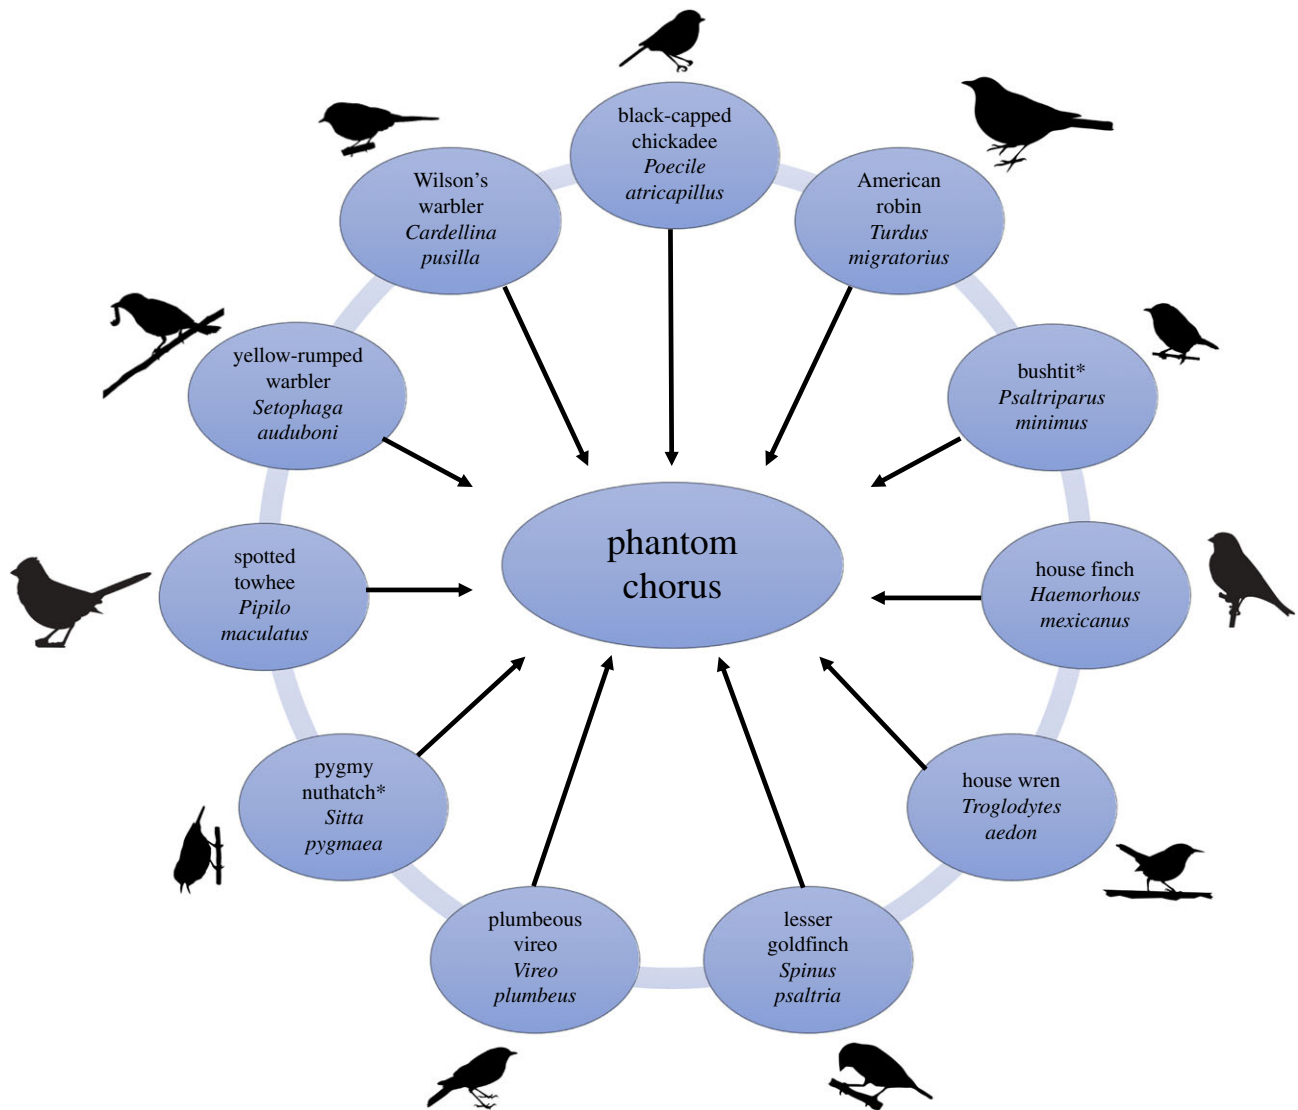 black-capped
chickadee
Poecile
atricapillus
American
robin
Turdus
migratorius
bushtit*
Psaltriparus
minimus
house finch
Haemorhous
mexicanus
house wren
Troglodytes
aedon
lesser
goldfinch
Spinus
psaltria
plumbeous
vireo
Vireo
plumbeus
pygmy
nuthatch*
Sitta
pygmaea
spotted
towhee
Pipilo
maculatus
yellow-rumped
warbler
Setophaga
auduboni
Wilson’s
warbler
Cardellina
pusilla
phantom
chorus